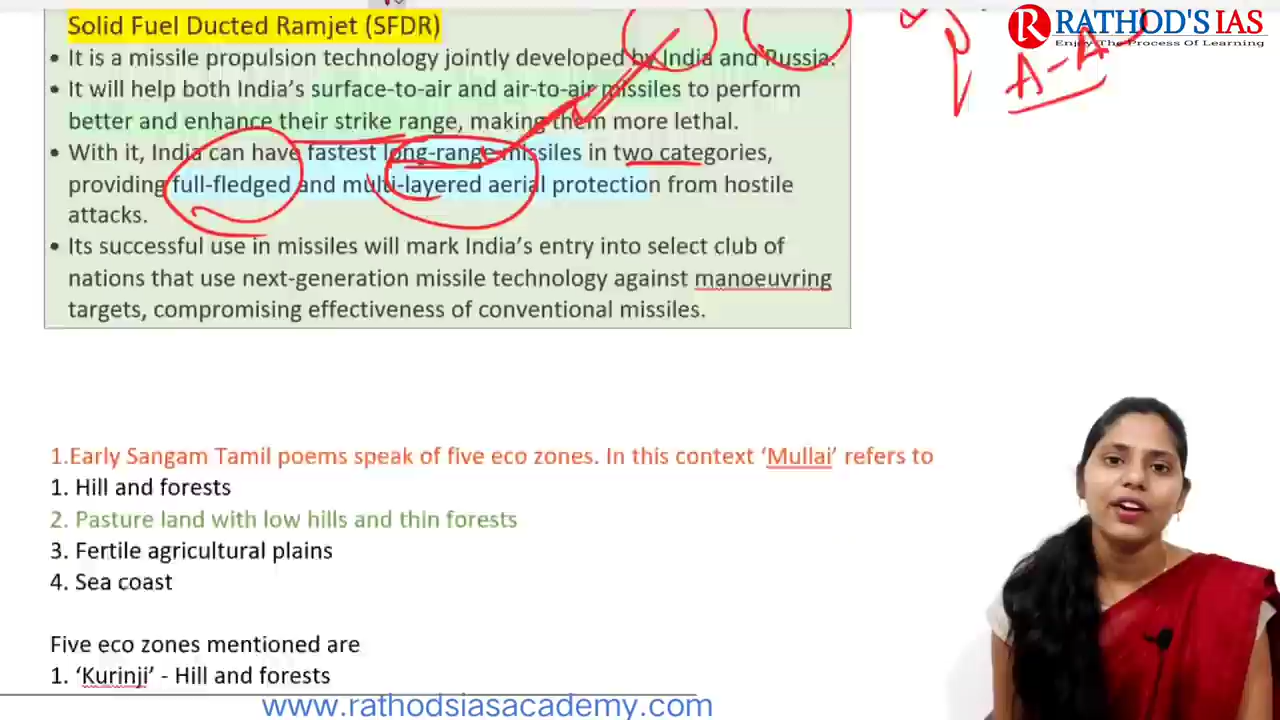 Solid Fuel Ducted Ramjet (SFDR)
RATHOD'S IAS
Enjoy The Process Of Learning
• It is a missile propulsion technology jointly developed by India and Russia.
A-A
• It will help both India's surface-to-air and air-to-air missiles to perform
better and enhance their strike range, making them more lethal.
• With it, India can have fastest long-range missiles in two categories,
providing full-fledged and multi-layered aerial protection from hostile
attacks.
• Its successful use in missiles will mark India's entry into select club of
nations that use next-generation missile technology against manoeuvring
targets, compromising effectiveness of conventional missiles.
1.Early Sangam Tamil poems speak of five eco zones. In this context ‘Mullai’ refers to
1. Hill and forests
2. Pasture land with low hills and thin forests
3. Fertile agricultural plains
4. Sea coast
Five eco zones mentioned are
1. ‘Kurinji’ - Hill and forests
www.rathodsiasacademy.com